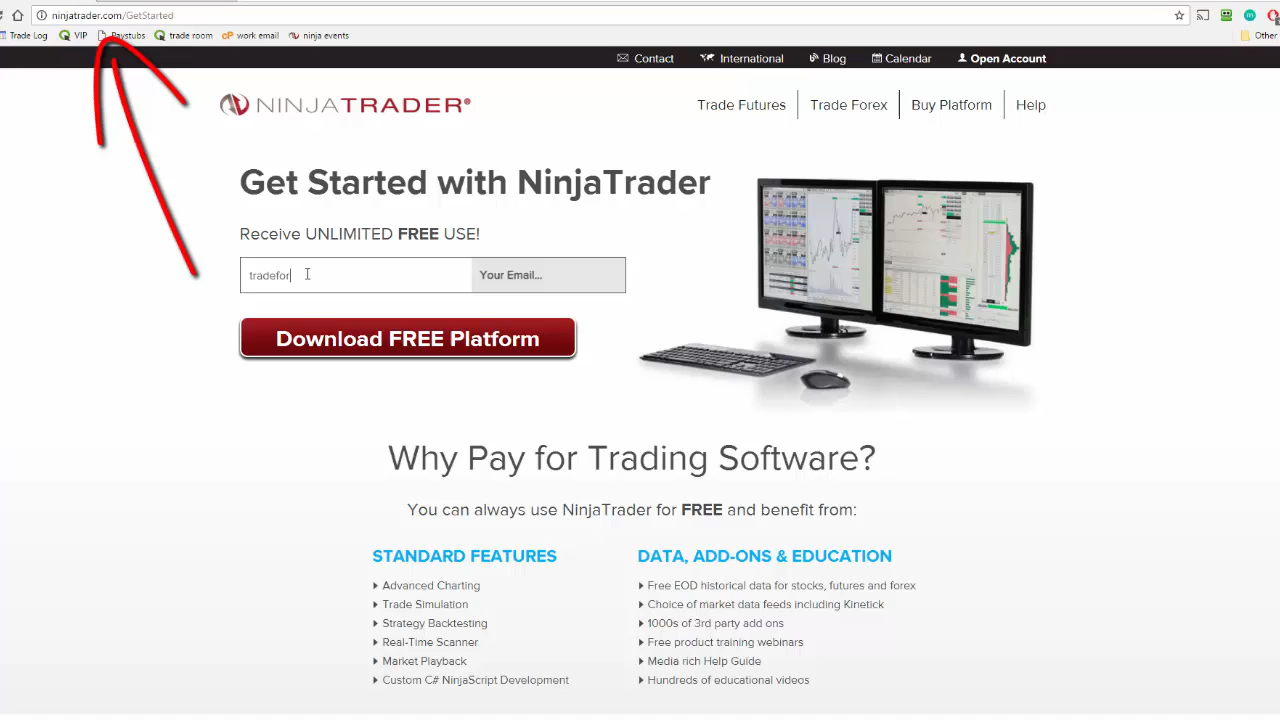 ninjatrader.com/GetStarted
Trade Log VIP Paystubs trade room cP work email ninja events Other
Contact International Blog Calendar Open Account
NINJATRADER® Trade Futures Trade Forex Buy Platform Help
Get Started with NinjaTrader
Receive UNLIMITED FREE USE!
tradefor Your Email...
Download FREE Platform
Why Pay for Trading Software?
You can always use NinjaTrader for FREE and benefit from:
STANDARD FEATURES
Advanced Charting
Trade Simulation
Strategy Backtesting
Real-Time Scanner
Market Playback
Custom C# NinjaScript Development
DATA, ADD-ONS & EDUCATION
Free EOD historical data for stocks, futures and forex
Choice of market data feeds including Kinetick
1000s of 3rd party add ons
Free product training webinars
Media rich Help Guide
Hundreds of educational videos